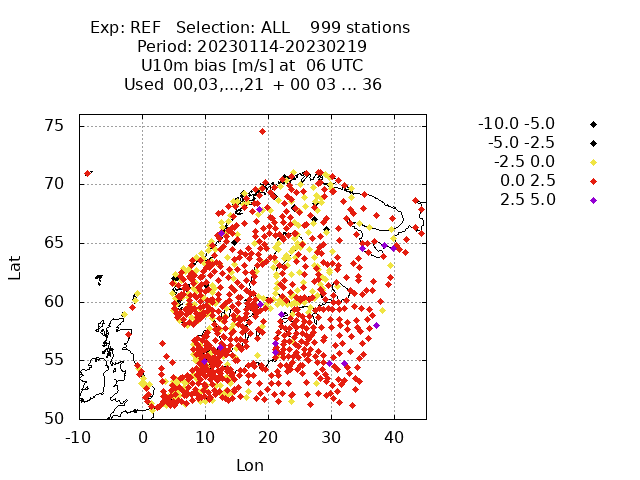 Exp: REF   Selection: ALL    999 stations
Period: 20230114-20230219
U10m bias [m/s] at  06 UTC
Used  00,03,...,21  + 00 03 ... 36
-10.0 -5.0
-5.0 -2.5
-2.5 0.0
0.0 2.5
2.5 5.0
75
70
65
60
55
50
Lat
-10 0 10 20 30 40
Lon